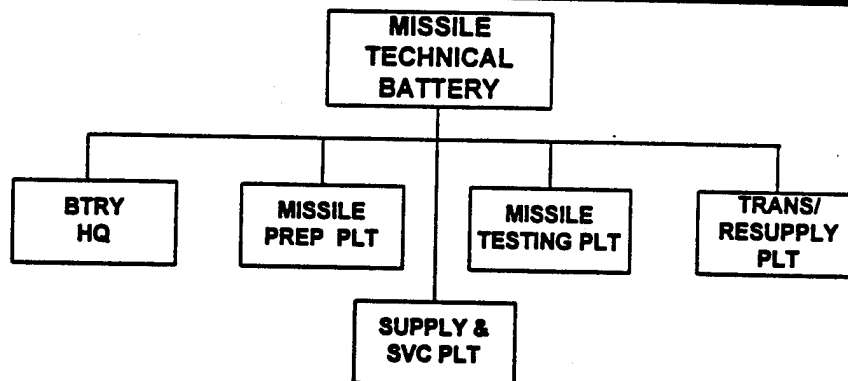 MISSILE
TECHNICAL
BATTERY
BTRY
HQ
MISSILE
PREP PLT
MISSILE
TESTING PLT
TRANS/
RESUPPLY
PLT
SUPPLY &
SVC PLT